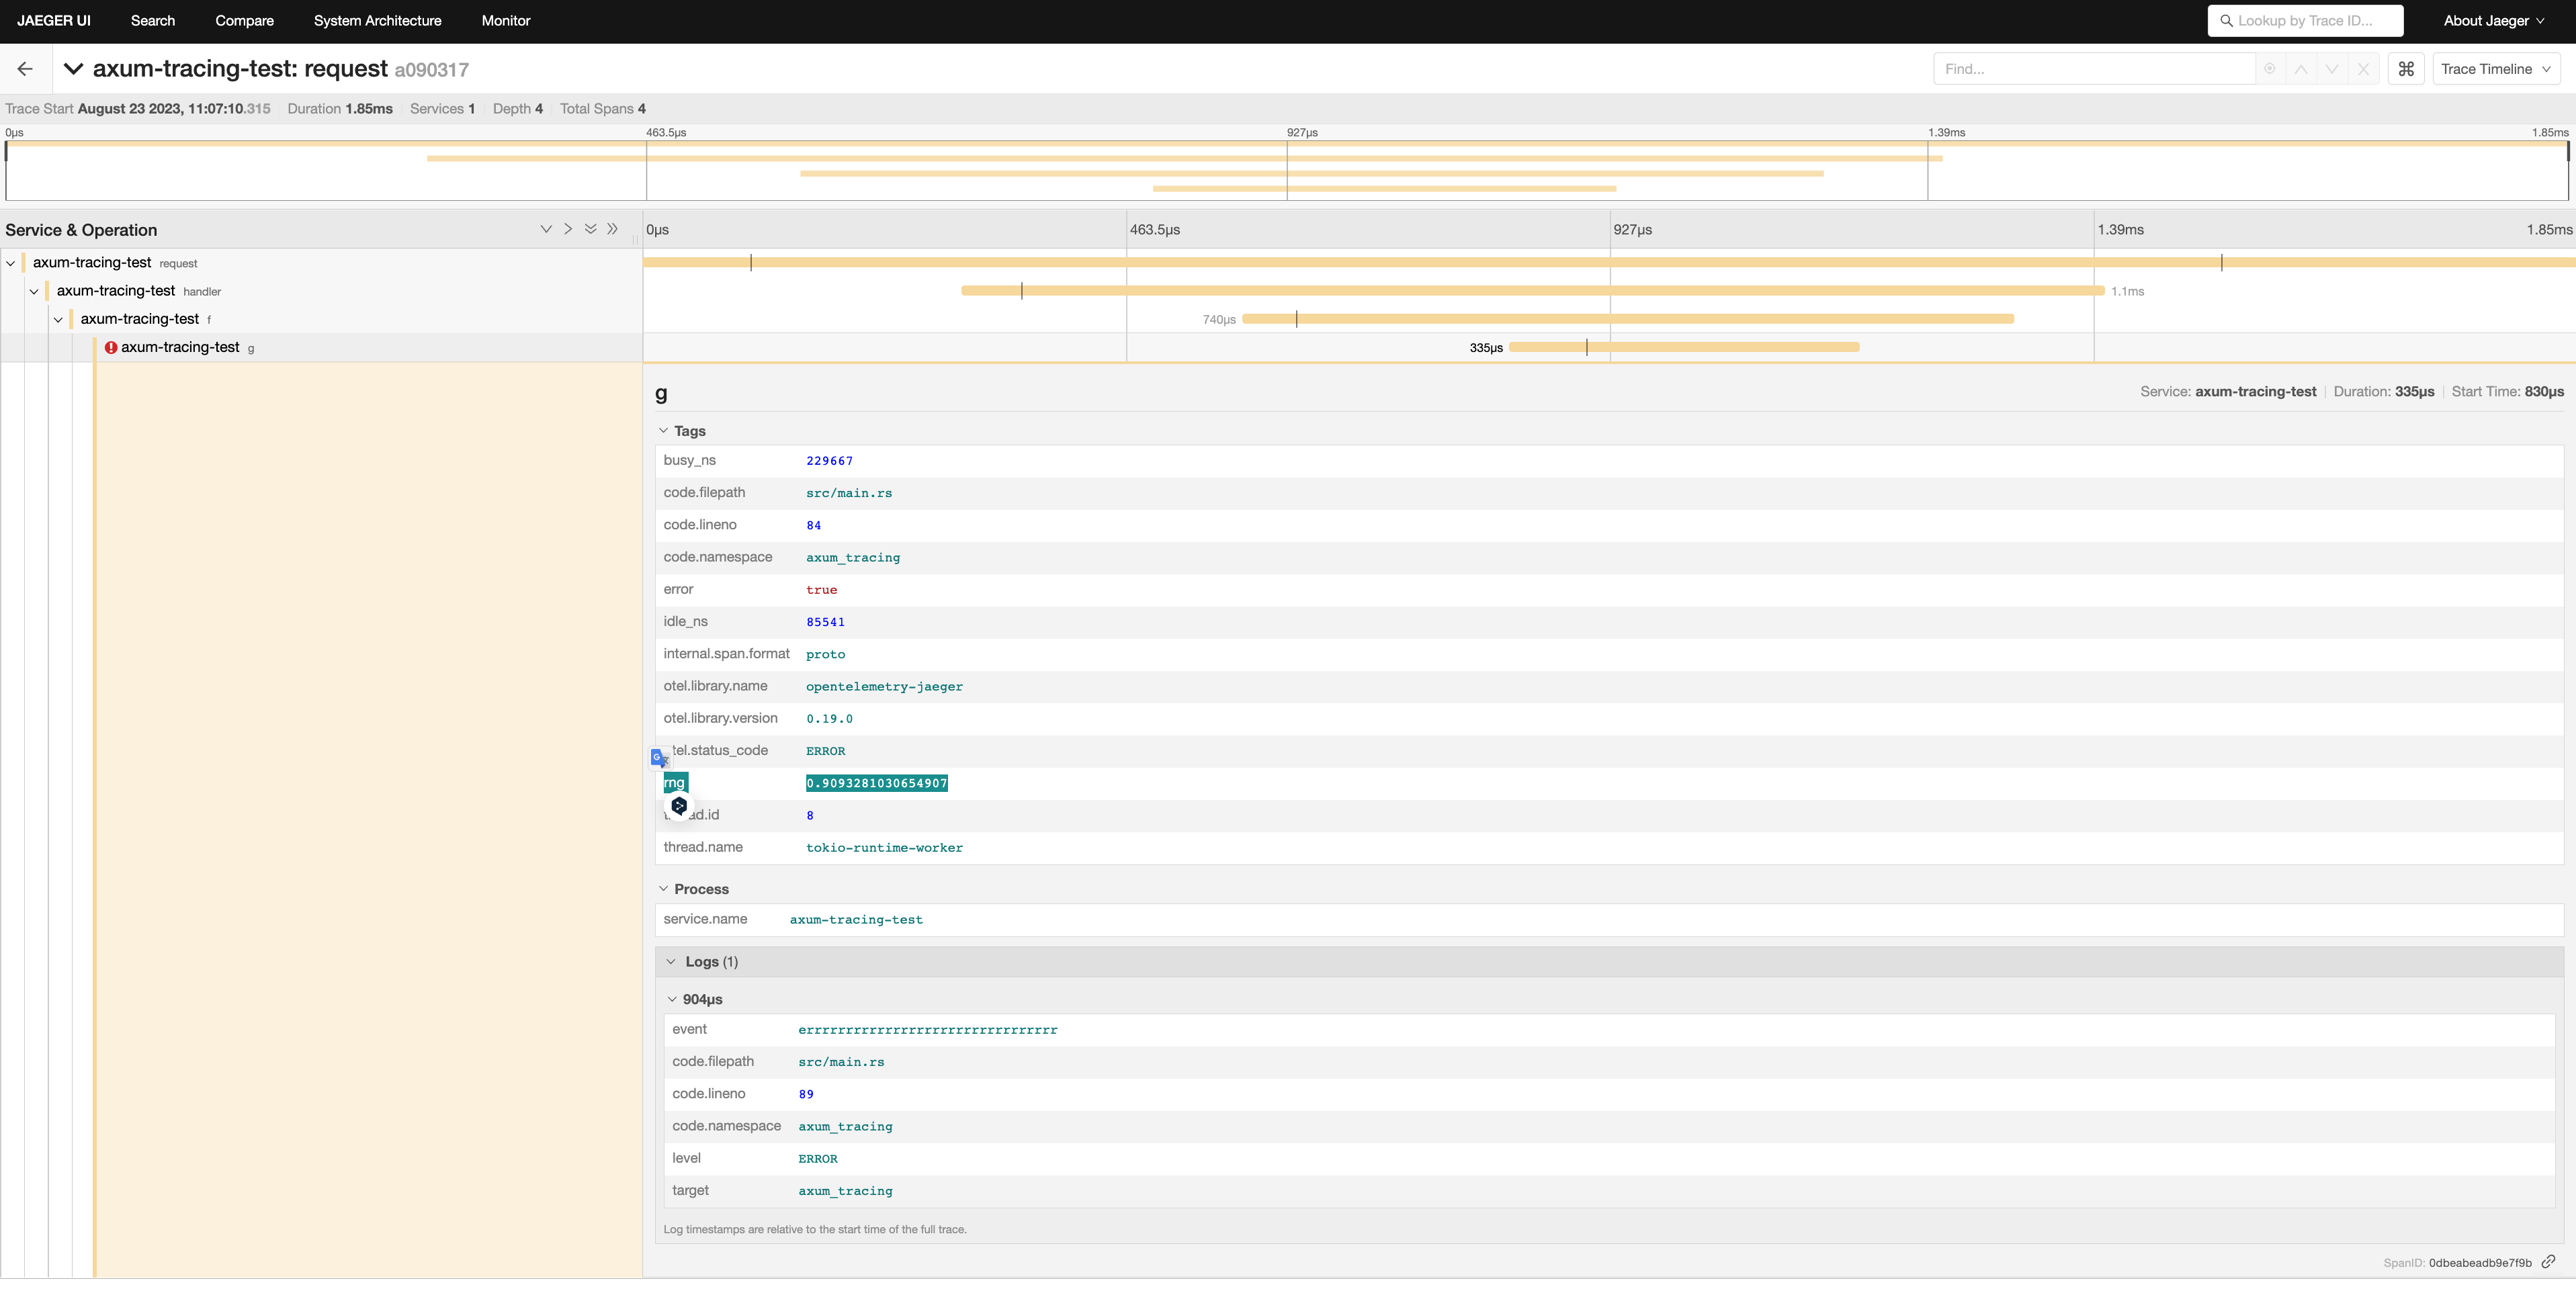 JAEGER UI Search Compare System Architecture Monitor Lookup by Trace ID... About Jaeger
axum-tracing-test: request a090317 Find... ⌘ Trace Timeline
Trace Start August 23 2023, 11:07:10.315 Duration 1.85ms Services 1 Depth 4 Total Spans 4
0μs 463.5μs 927μs 1.39ms 1.85ms
Service & Operation 0μs 463.5μs 927μs 1.39ms 1.85ms
axum-tracing-test request
axum-tracing-test handler 1.1ms
axum-tracing-test f 740μs
axum-tracing-test g 335μs
g Service: axum-tracing-test Duration: 335μs Start Time: 830μs
Tags
busy_ns 229667
code.filepath src/main.rs
code.lineno 84
code.namespace axum_tracing
error true
idle_ns 85541
internal.span.format proto
otel.library.name opentelemetry-jaeger
otel.library.version 0.19.0
tel.status_code ERROR
rng 0.9093281030654907
ad.id 8
thread.name tokio-runtime-worker
Process
service.name axum-tracing-test
Logs (1)
904μs
event errrrrrrrrrrrrrrrrrrrrrrrrrrrrrrr
code.filepath src/main.rs
code.lineno 89
code.namespace axum_tracing
level ERROR
target axum_tracing
Log timestamps are relative to the start time of the full trace.
SpanID: 0dbeabeadb9e7f9b